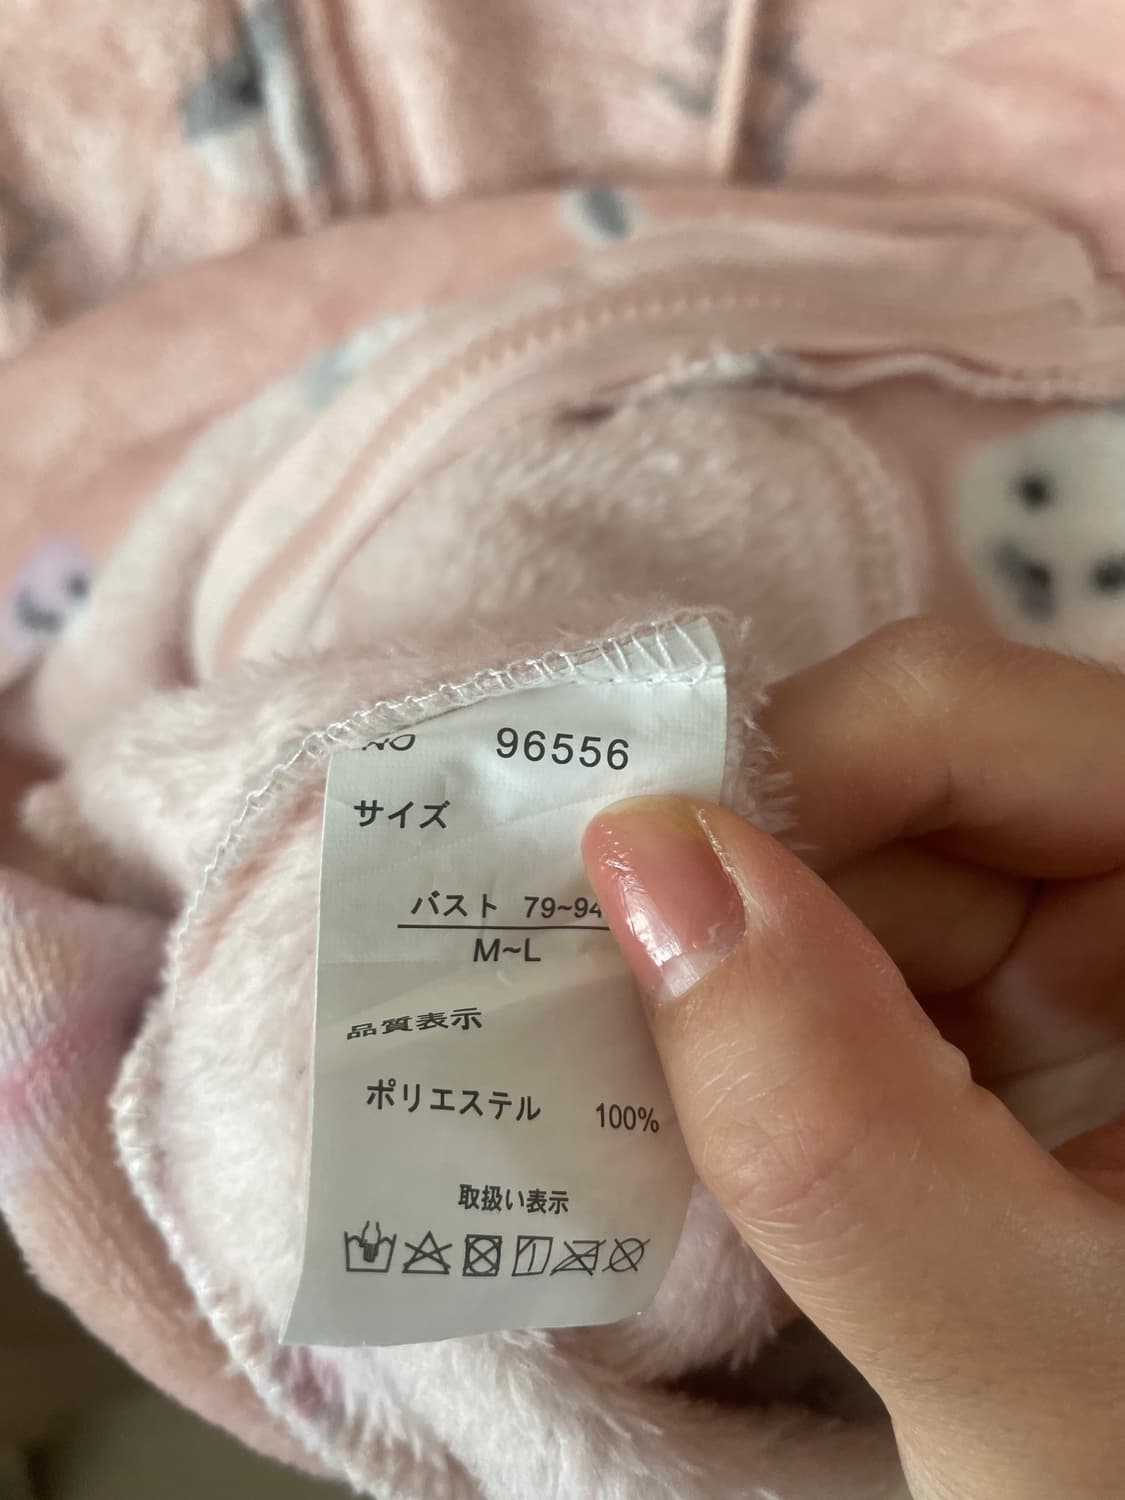 NO 96556
サイズ
バスト 79~94
M~L
品質表示
ポリエステル 100%
取扱い表示